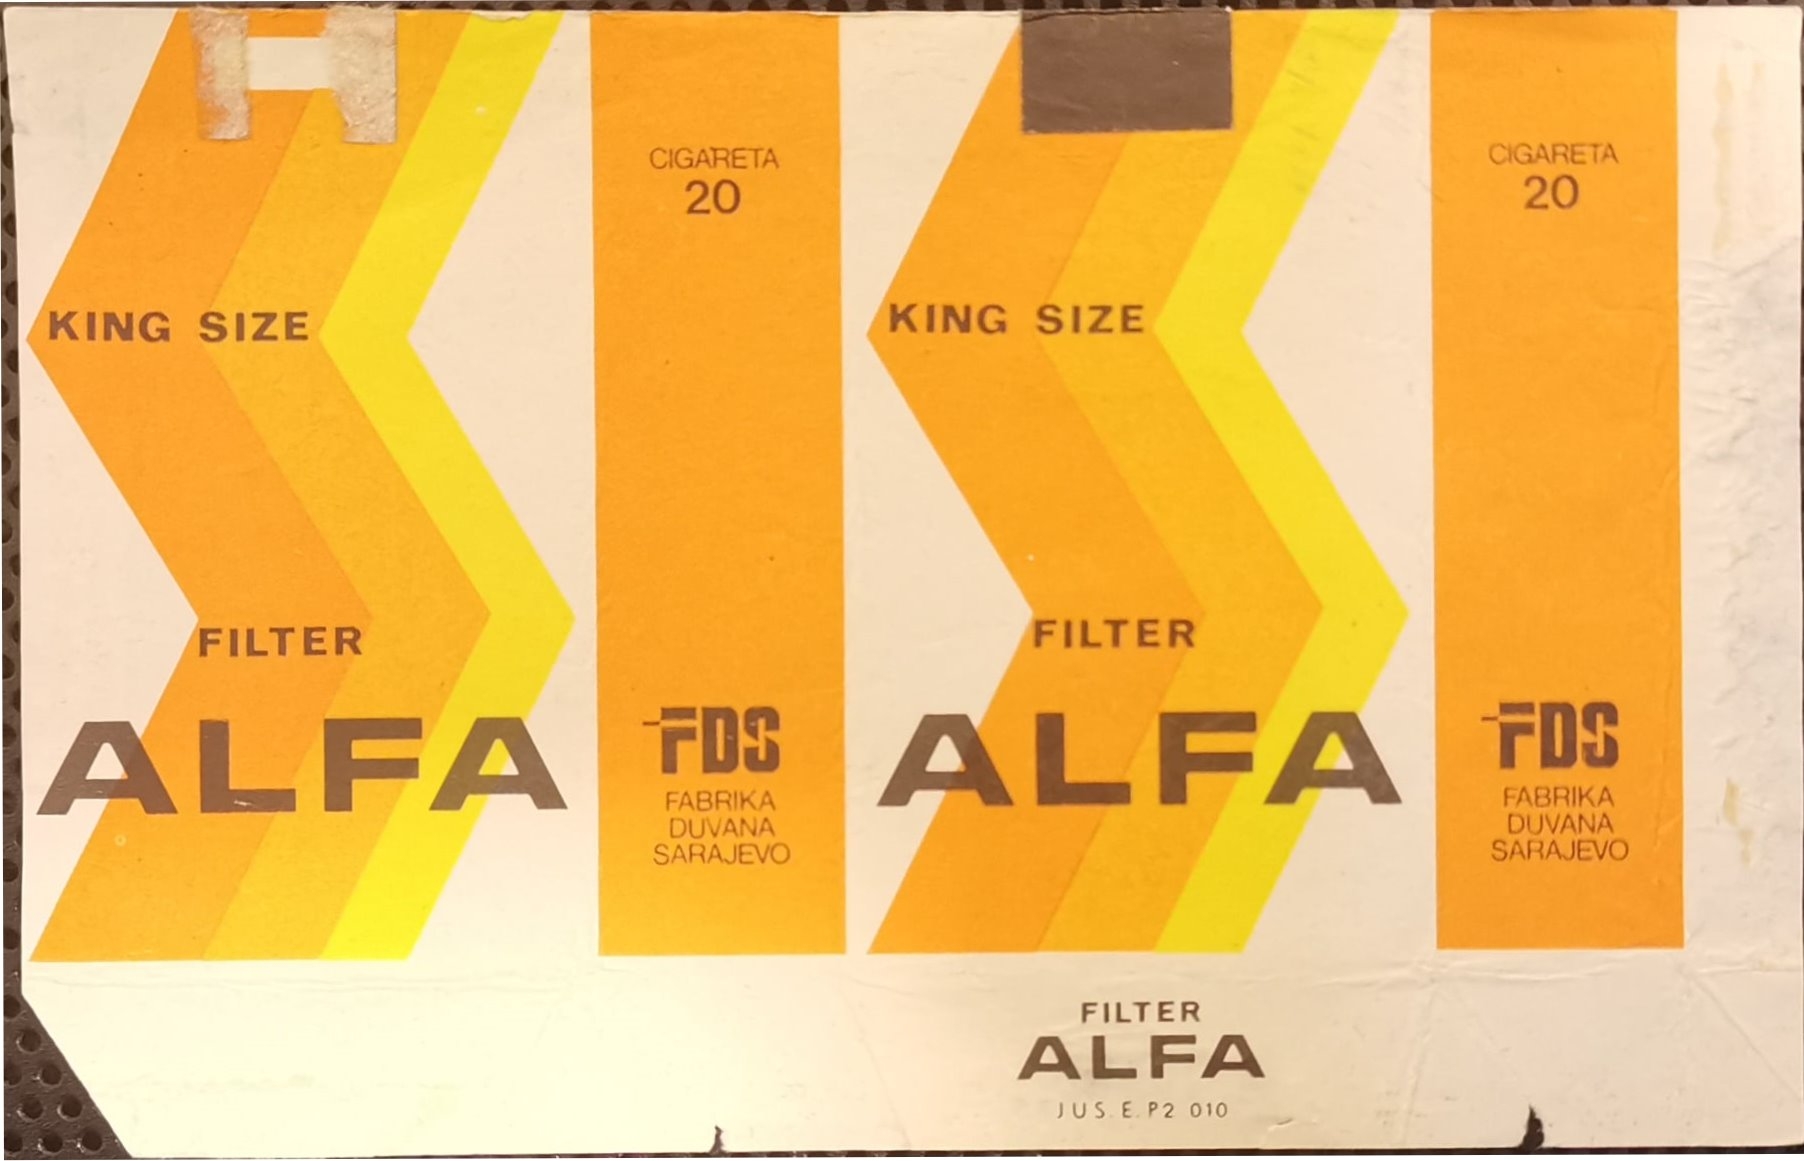 KING SIZE
FILTER
ALFA
CIGARETA
20
FDS
FABRIKA
DUVANA
SARAJEVO
KING SIZE
FILTER
ALFA
CIGARETA
20
FDS
FABRIKA
DUVANA
SARAJEVO
FILTER
ALFA
JUS. E. P2 010